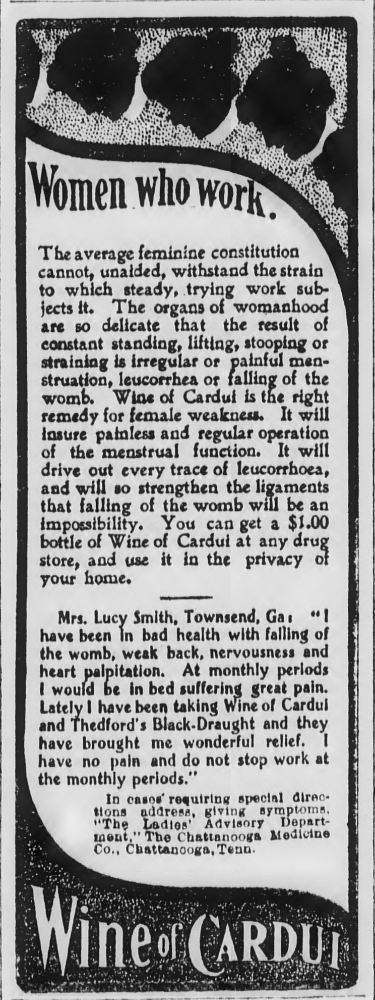 Women who work.
The average feminine constitution
cannot, unaided, withstand the strain
to which steady, trying work sub-
jects it. The organs of womanhood
are so delicate that the result of
constant standing, lifting, stooping or
straining is irregular or painful men-
struation, leucorrhea or falling of the
womb. Wine of Cardui is the right
remedy for female weakness. It will
insure painless and regular operation
of the menstrual function. It will
drive out every trace of leucorrhoea,
and will so strengthen the ligaments
that falling of the womb will be an
impossibility. You can get a $1.00
bottle of Wine of Cardui at any drug
store, and use it in the privacy of
your home.
Mrs. Lucy Smith, Townsend, Ga: "I
have been in bad health with falling of
the womb, weak back, nervousness and
heart palpitation. At monthly periods
I would be in bed suffering great pain.
Lately I have been taking Wine of Cardui
and Thedford's Black-Draught and they
have brought me wonderful relief. I
have no pain and do not stop work at
the monthly periods."
In cases requiring special direc-
tions address, giving symptoms,
"The Ladies' Advisory Depart-
ment," The Chattanooga Medicine
Co., Chattanooga, Tenn.
Wine of CARDUI